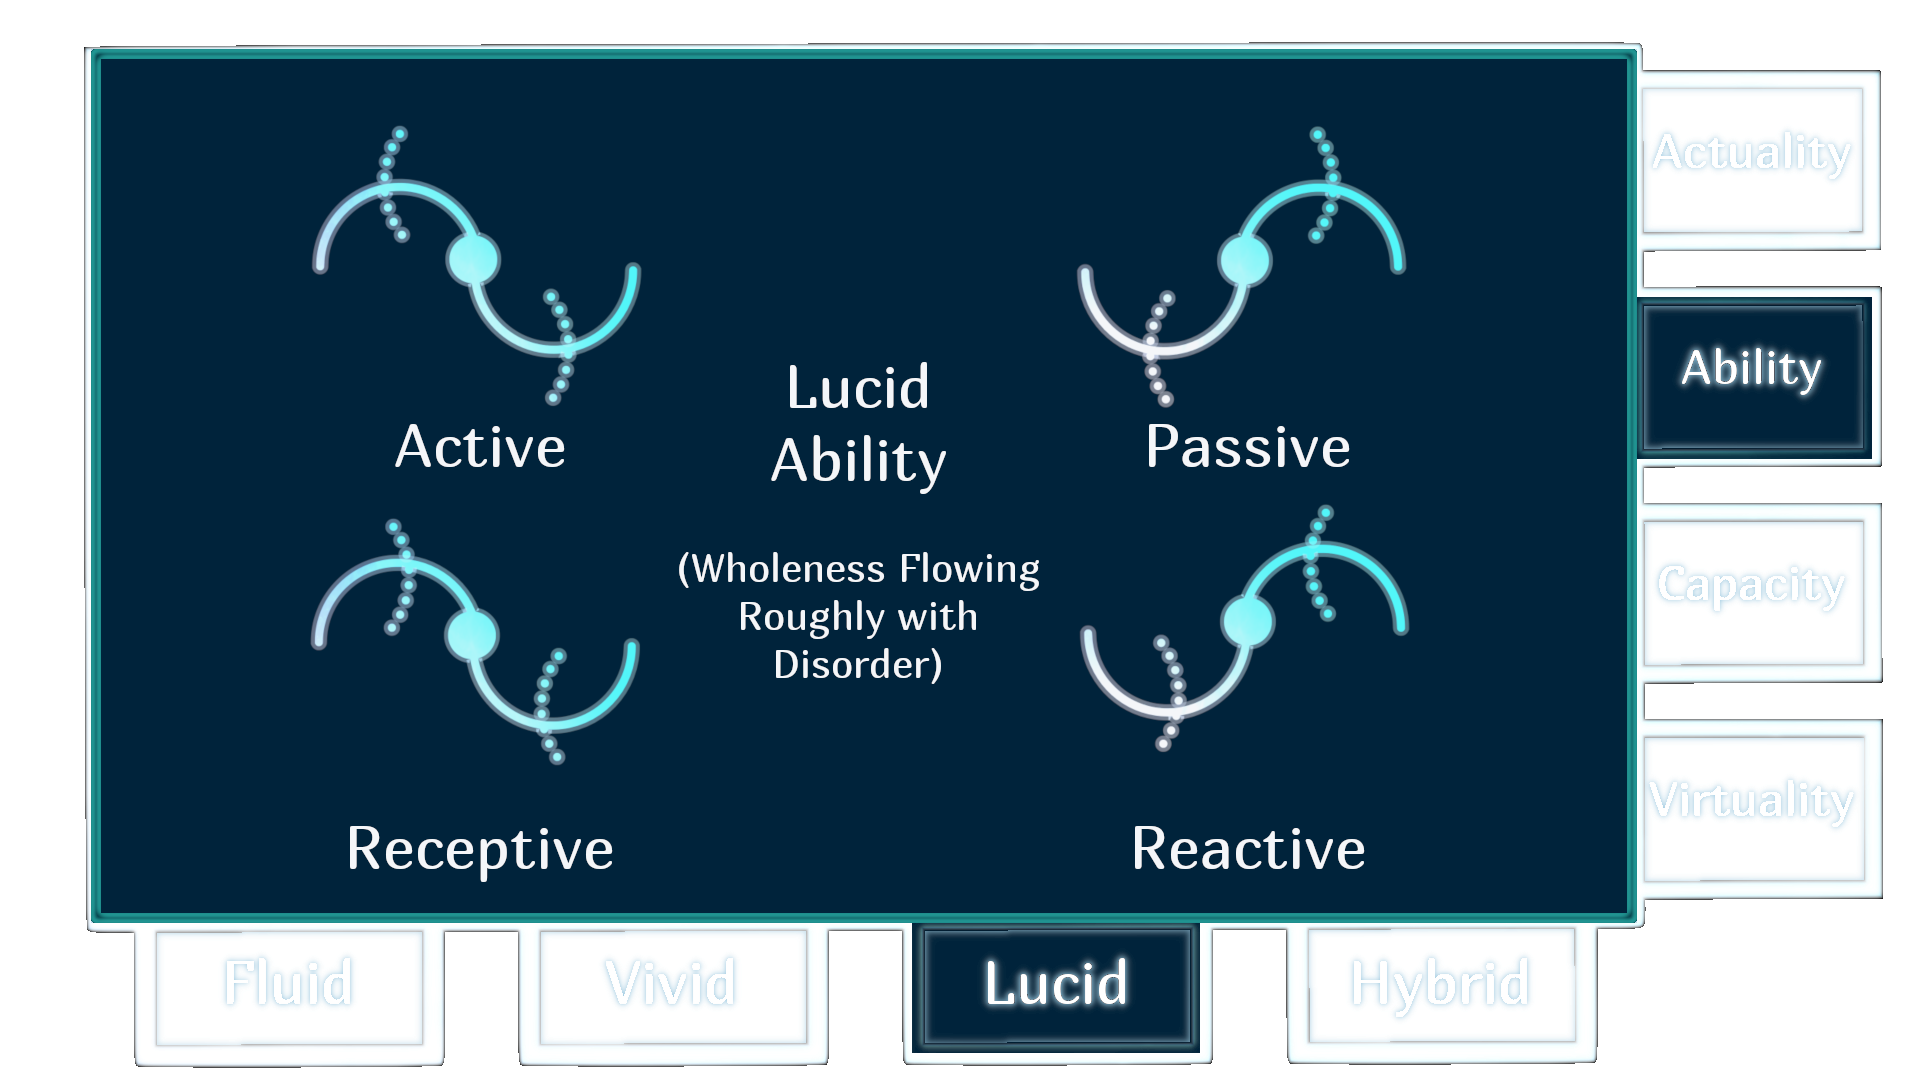 Actuality
Ability
Lucid
Ability
Active
Passive
(Wholeness Flowing
Roughly with
Disorder)
Capacity
Virtuality
Receptive
Reactive
Fluid
Vivid
Lucid
Hybrid